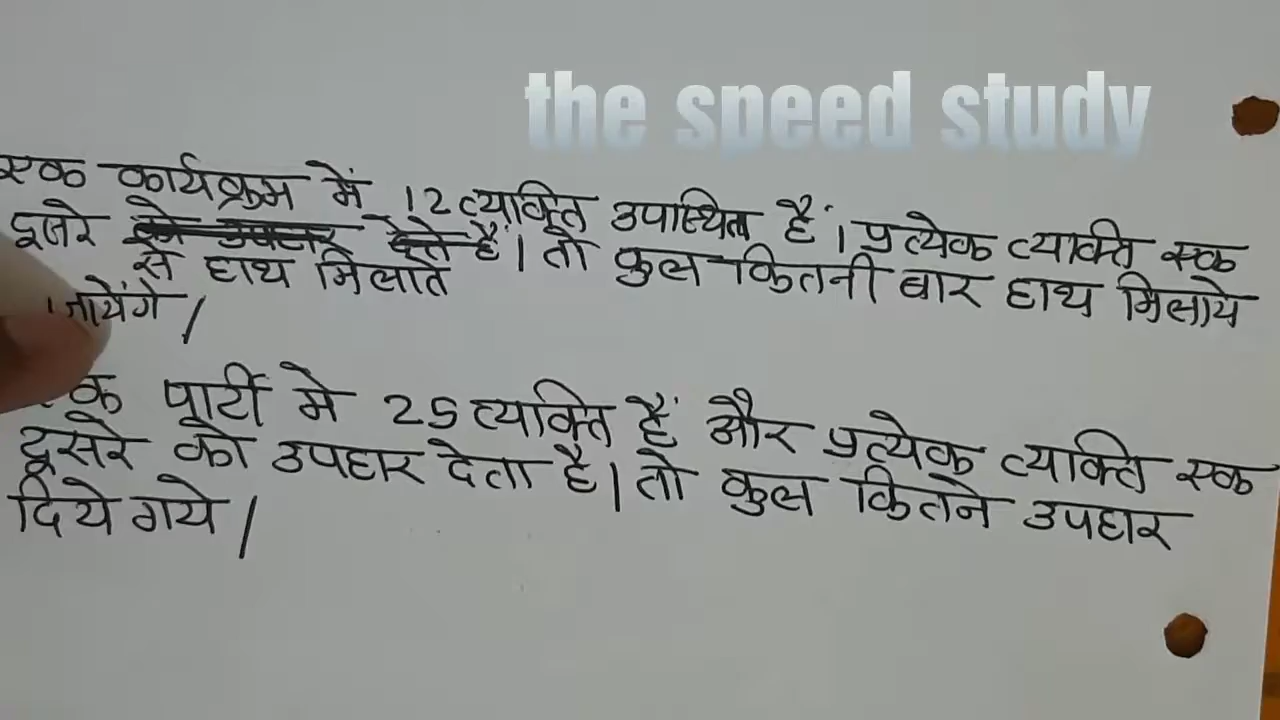 the speed study
एक कार्यक्रम में 12 व्यक्ति उपस्थित हैं। प्रत्येक व्यक्ति एक
दूसरे से हाथ मिलाते हैं। तो कुल कितनी बार हाथ मिलाये
जायेंगे।
एक पार्टी मे 25 व्यक्ति हैं और प्रत्येक व्यक्ति एक
दूसरे को उपहार देता है। तो कुल कितने उपहार
दिये गये।